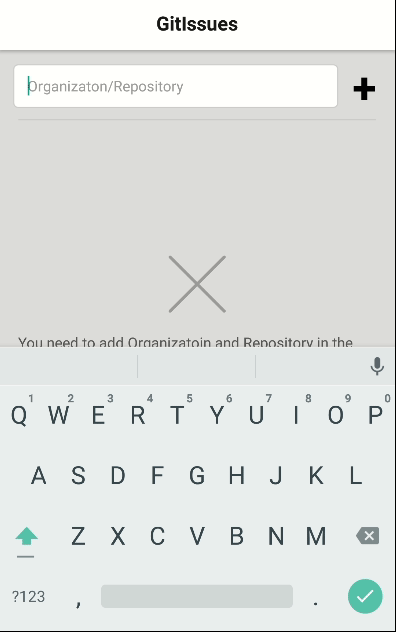 GitIssues
Organizaton/Repository
You need to add Organizatoin and Repository in the
1 2 3 4 5 6 7 8 9 0
Q W E R T Y U I O P
A S D F G H J K L
Z X C V B N M
?123 , .